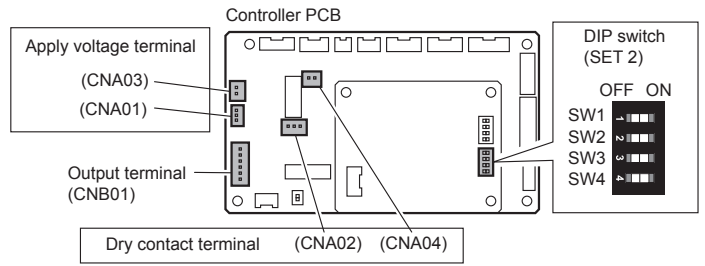 Controller PCB
Apply voltage terminal
(CNA03)
(CNA01)
Output terminal
(CNB01)
Dry contact terminal (CNA02) (CNA04)
DIP switch
(SET 2)
OFF ON
SW1 1
SW2 2
SW3 3
SW4 4